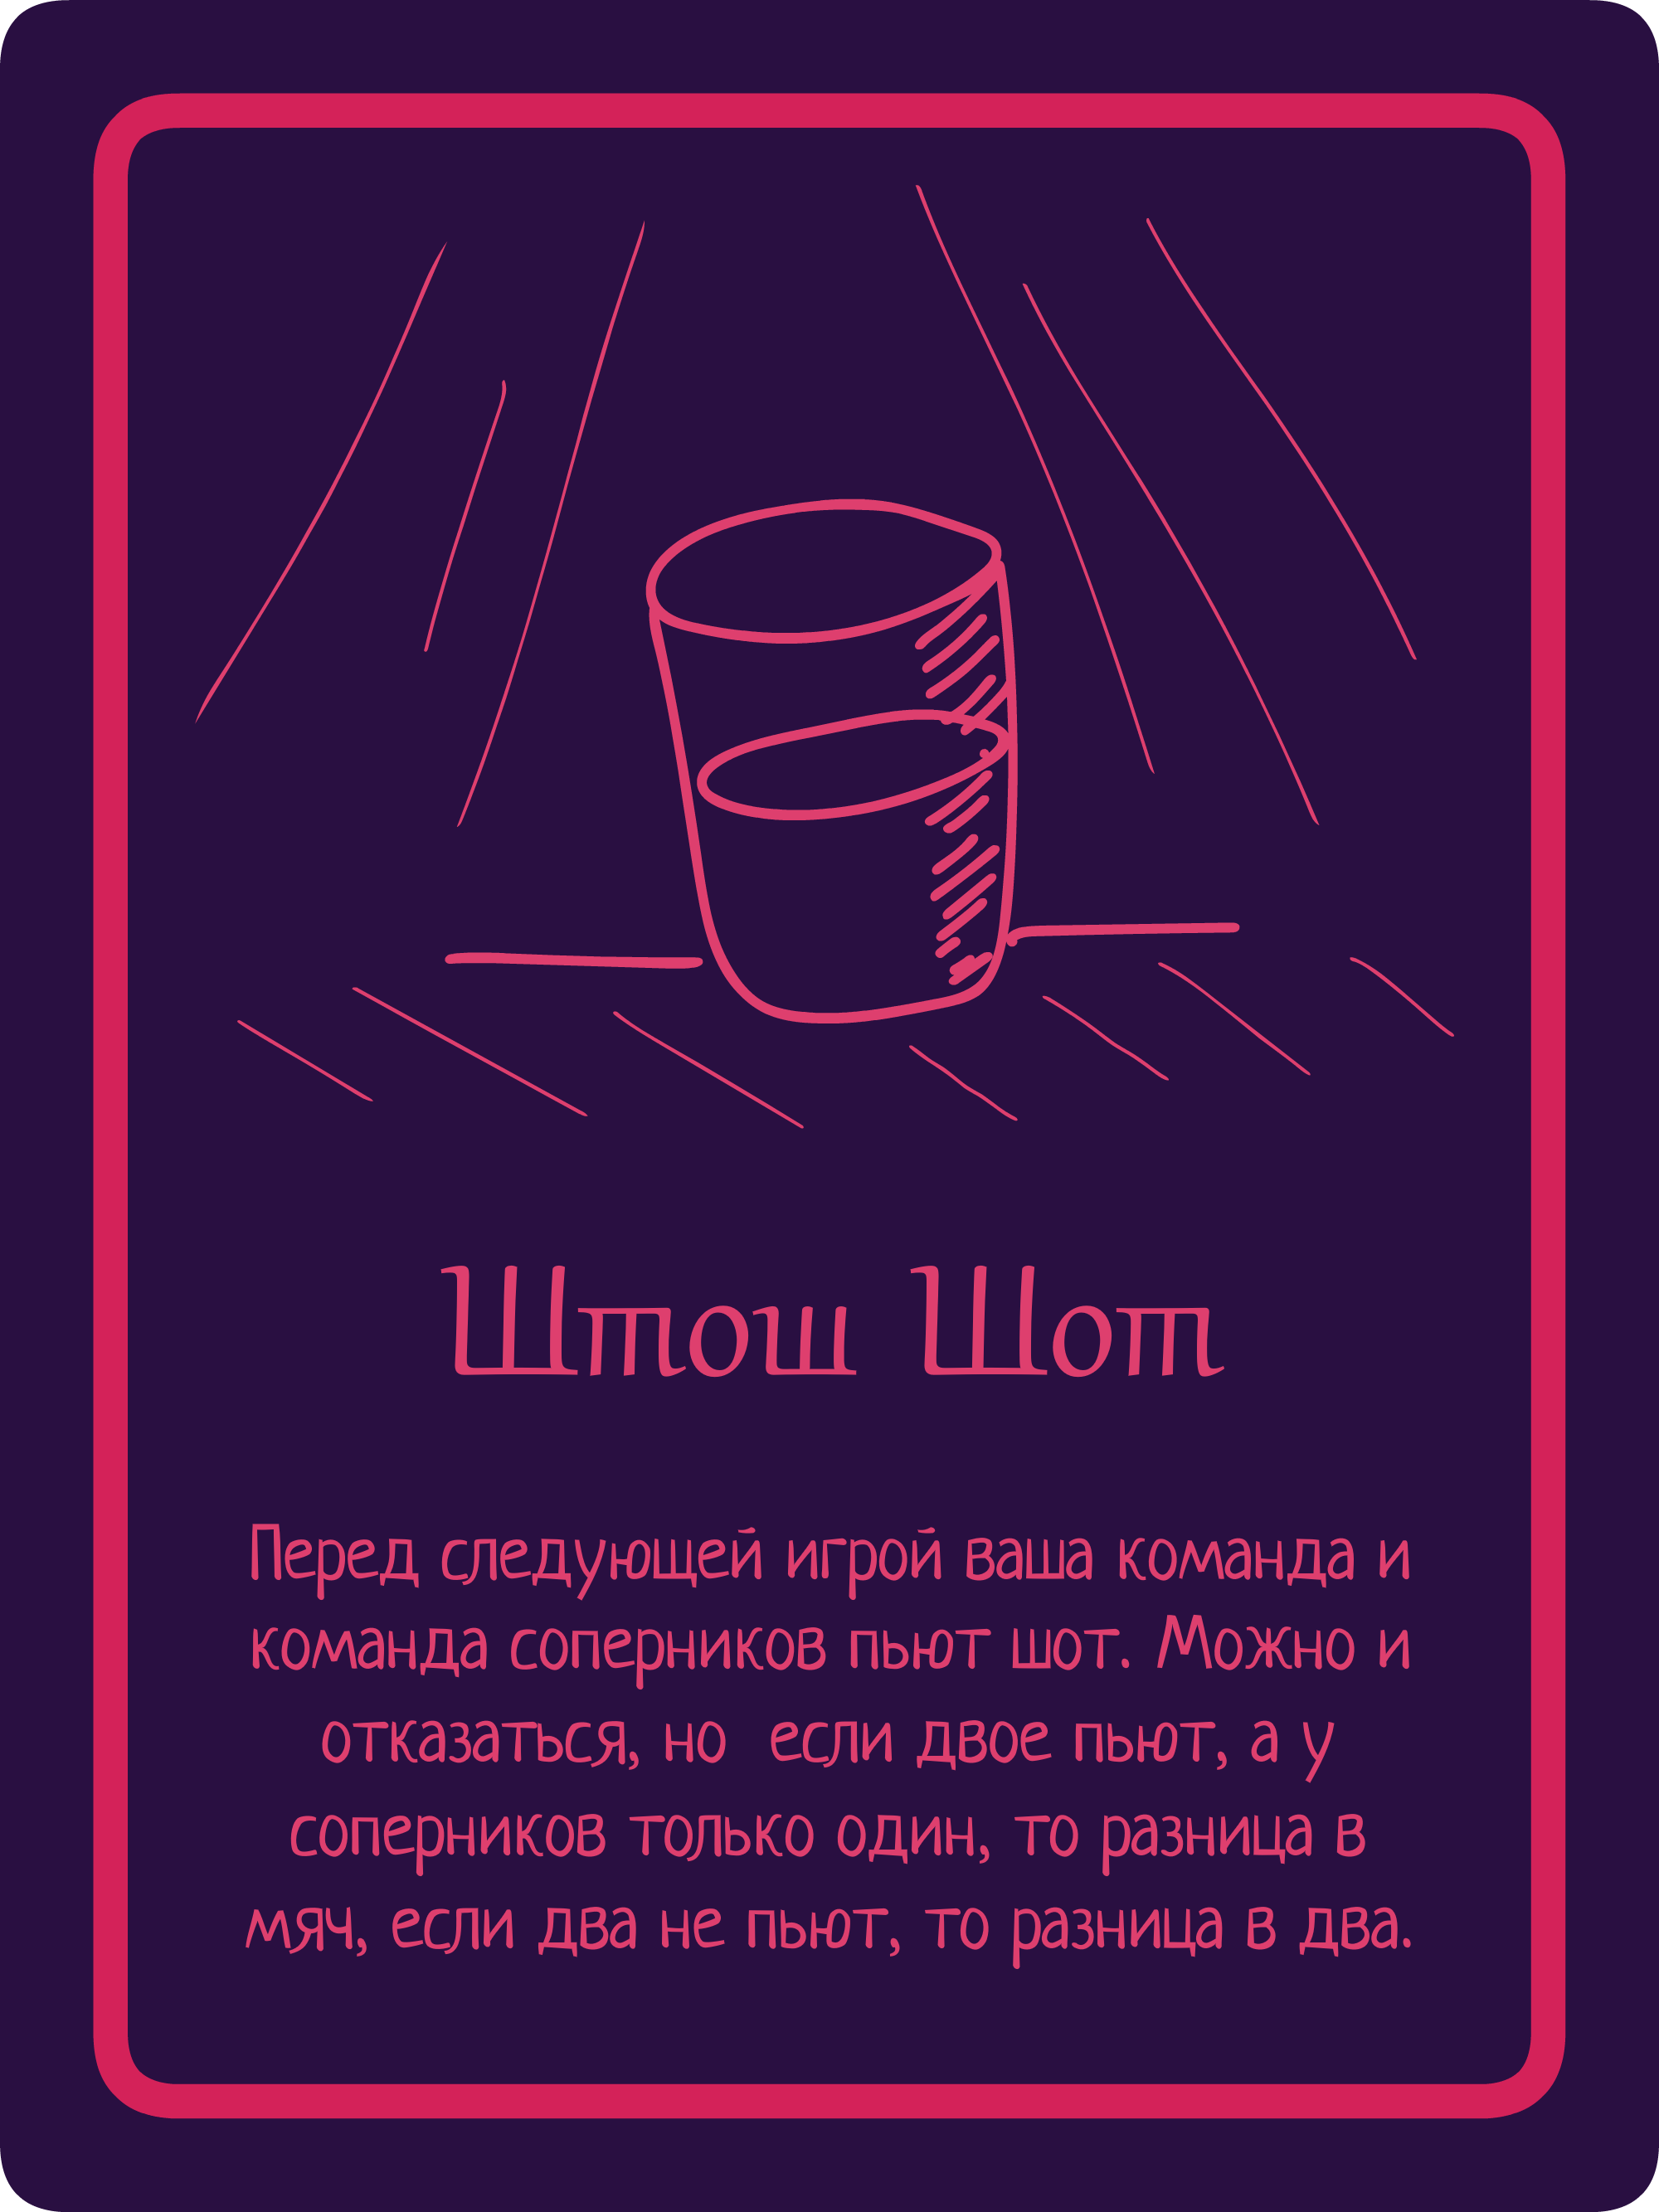 Штош Шот
Перед следующей игрой ваша команда и
команда соперников пьют шот. Можно и
отказаться, но если двое пьют, а у
соперников только один, то разница в
мяч, если два не пьют, то разница в два.